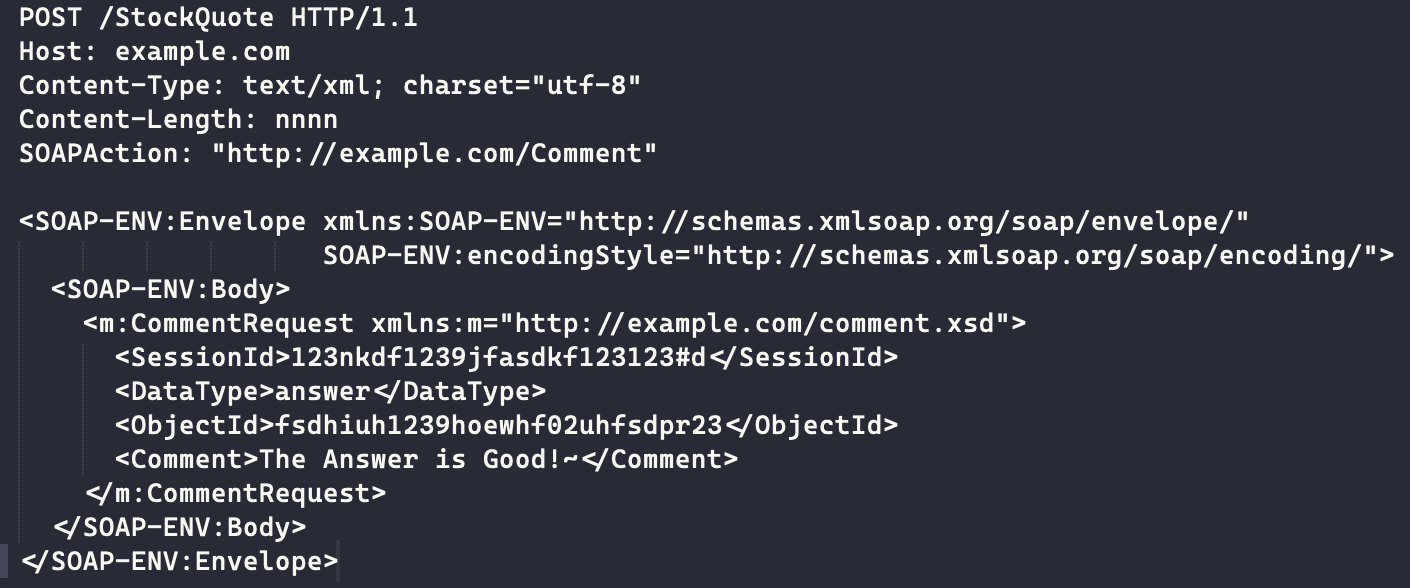 POST /StockQuote HTTP/1.1
Host: example.com
Content-Type: text/xml; charset="utf-8"
Content-Length: nnnn
SOAPAction: "http://example.com/Comment"

<SOAP-ENV:Envelope xmlns:SOAP-ENV="http://schemas.xmlsoap.org/soap/envelope/"
                   SOAP-ENV:encodingStyle="http://schemas.xmlsoap.org/soap/encoding/">
  <SOAP-ENV:Body>
    <m:CommentRequest xmlns:m="http://example.com/comment.xsd">
      <SessionId>123nkdf1239jfasdkf123123#d</SessionId>
      <DataType>answer</DataType>
      <ObjectId>fsdhiuh1239hoewhf02uhfsdpr23</ObjectId>
      <Comment>The Answer is Good!~</Comment>
    </m:CommentRequest>
  </SOAP-ENV:Body>
</SOAP-ENV:Envelope>